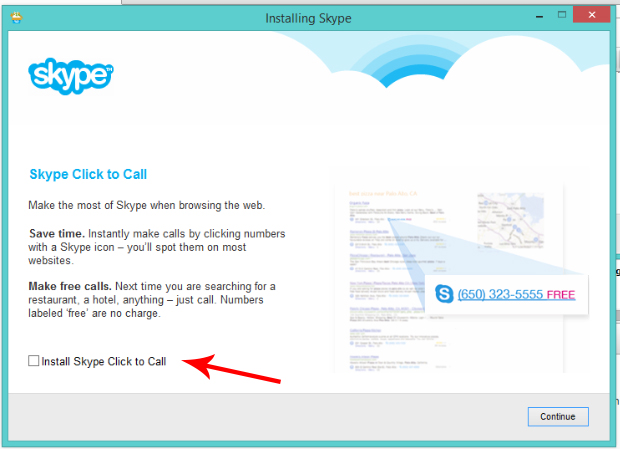 Installing Skype
skype
Skype Click to Call
Make the most of Skype when browsing the web.
Save time. Instantly make calls by clicking numbers
with a Skype icon – you'll spot them on most
websites.
Make free calls. Next time you are searching for a
restaurant, a hotel, anything – just call. Numbers
labeled 'free' are no charge.
(650) 323-5555 FREE
Install Skype Click to Call
Continue